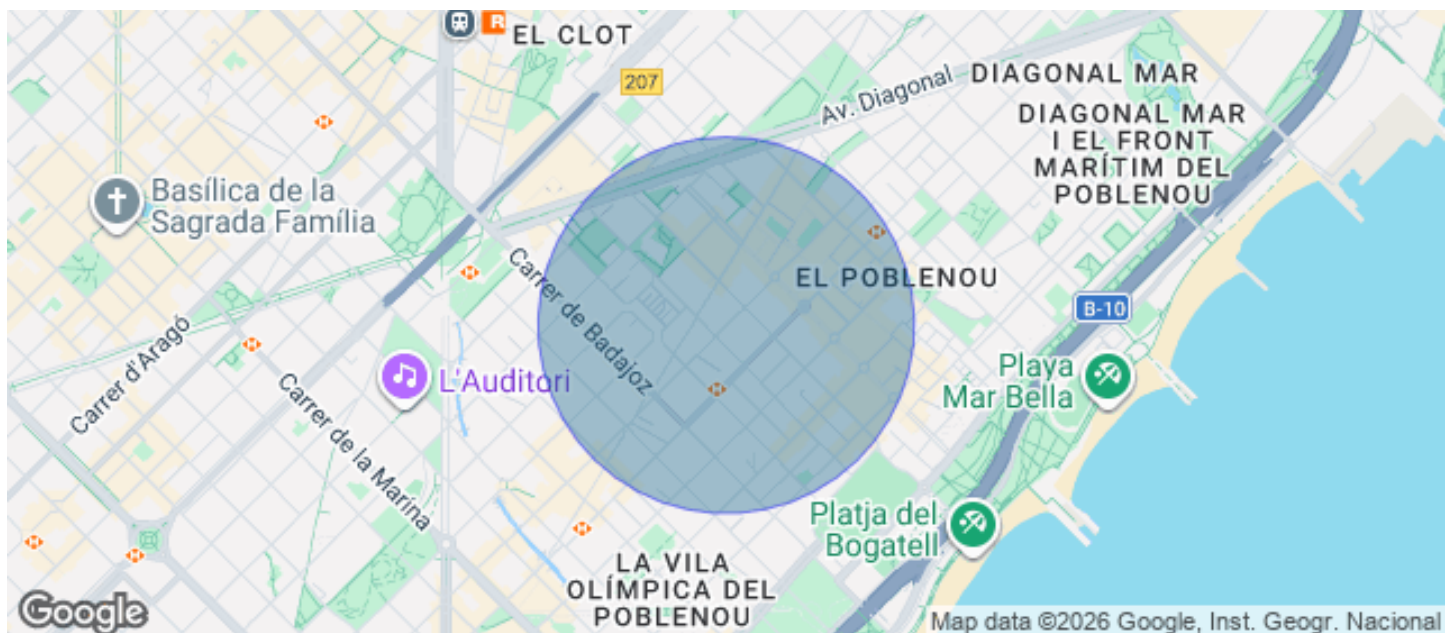 EL CLOT
R
207
Av. Diagonal
DIAGONAL MAR
DIAGONAL MAR
I EL FRONT
MARÍTIM DEL
POBLENOU
Basílica de la
Sagrada Família
Carrer de Badajoz
EL POBLENOU
B-10
Carrer d'Aragó
L'Auditori
Playa
Mar Bella
Carrer de la Marina
Platja del
Bogatell
LA VILA
OLÍMPICA DEL
POBLENOU
Google
Map data ©2026 Google, Inst. Geogr. Nacional